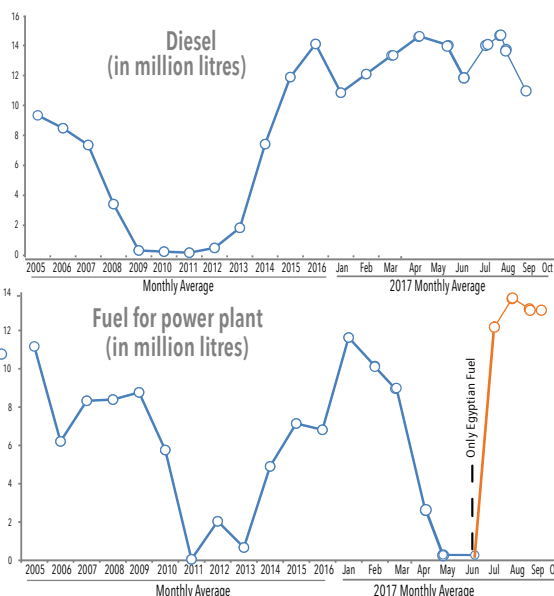 16
Diesel
(in million litres)
14
12
10
8
6
4
2
0
2005 2006 2007 2008 2009 2010 2011 2012 2013 2014 2015 2016 Jan Feb Mar Apr May Jun Jul Aug Sep Oct
Monthly Average 2017 Monthly Average
14
Fuel for power plant
(in million litres)
12
10
8
6
4
2
0
Only Egyptian Fuel
2005 2006 2007 2008 2009 2010 2011 2012 2013 2014 2015 2016 Jan Feb Mar Apr May Jun Jul Aug Sep O
Monthly Average 2017 Monthly Average